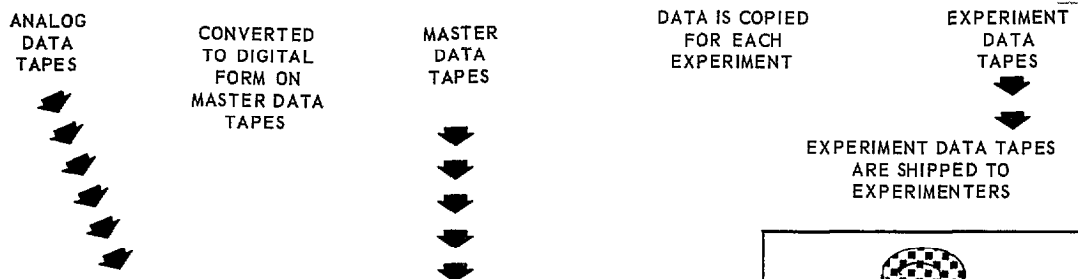 ANALOG
DATA
TAPES
CONVERTED
TO DIGITAL
FORM ON
MASTER DATA
TAPES
MASTER
DATA
TAPES
DATA IS COPIED
FOR EACH
EXPERIMENT
EXPERIMENT
DATA
TAPES
EXPERIMENT DATA TAPES
ARE SHIPPED TO
EXPERIMENTERS